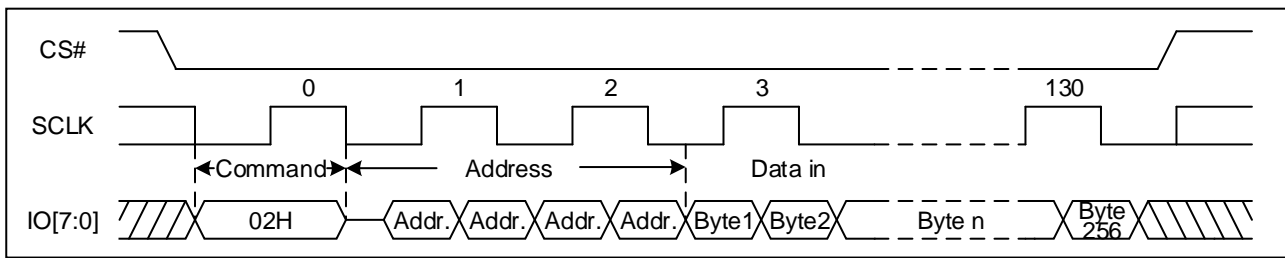 CS#
0 1 2 3 130
SCLK
Command Address Data in
IO[7:0] 02H Addr. Addr. Addr. Addr. Byte1 Byte2 Byte n Byte
256